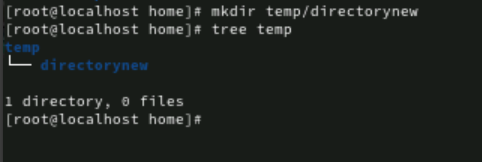 [root@localhost home]# mkdir temp/directorynew
[root@localhost home]# tree temp
temp
└── directorynew
1 directory, 0 files
[root@localhost home]#